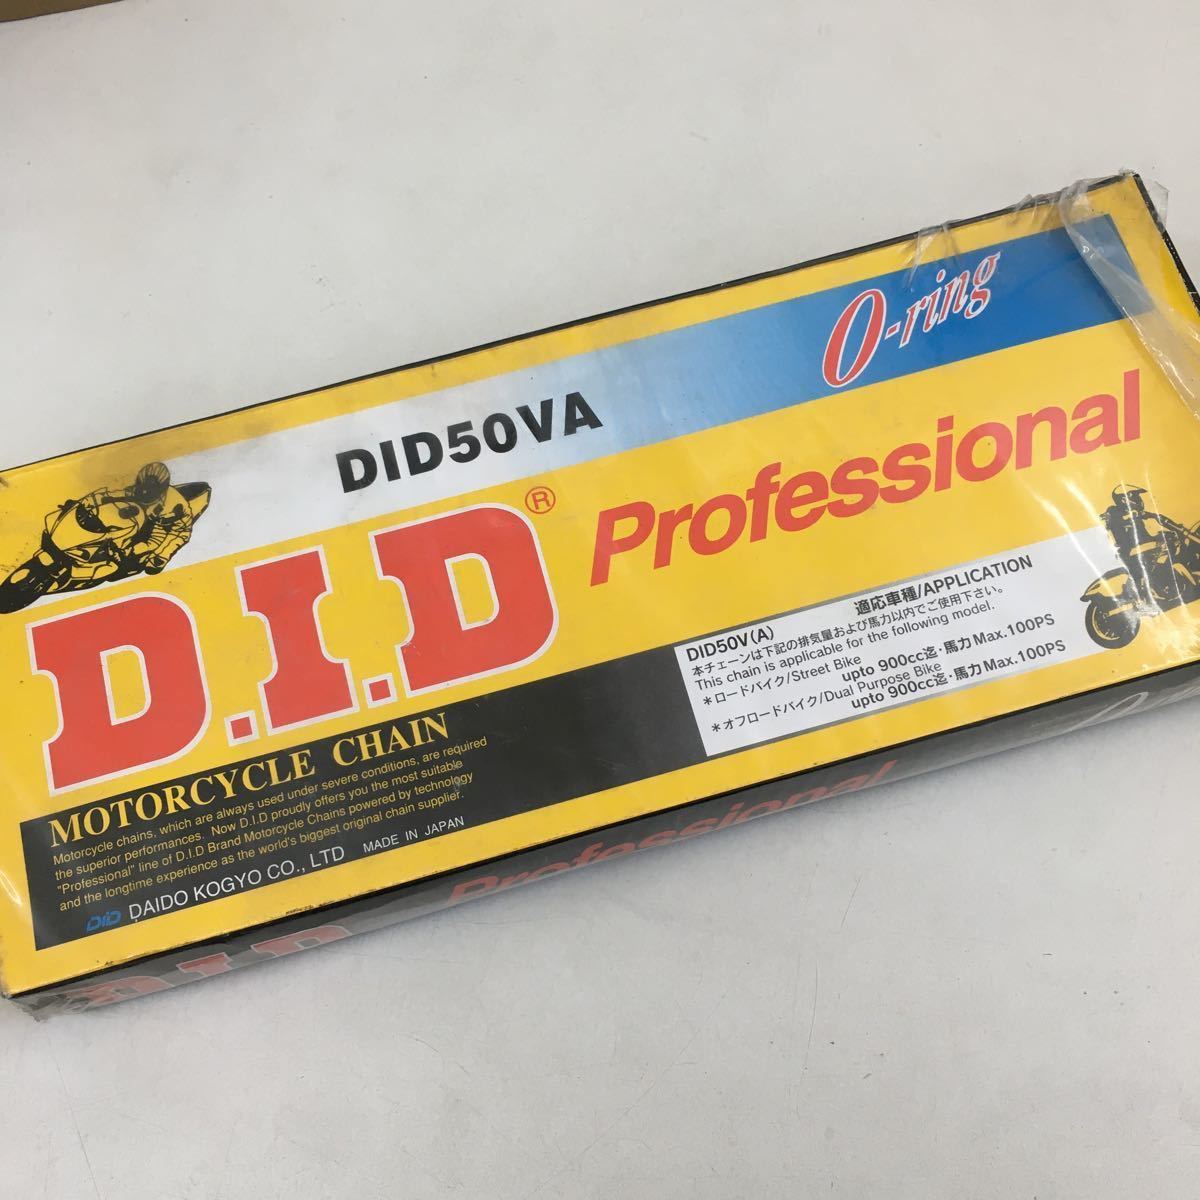 O-ring
DID50VA
D.I.D® Professional
適応車種/APPLICATION
DID50V(A)
本チェーンは下記の排気量および馬力以内でご使用下さい。
This chain is applicable for the following model.
*ロードバイク/Street Bike
upto 900cc迄・馬力Max.100PS
*オフロードバイク/Dual Purpose Bike
upto 900cc迄・馬力Max.100PS
MOTORCYCLE CHAIN
Motorcycle chains, which are always used under severe conditions, are required
the superior performances. Now D.I.D proudly offers you the most suitable
"Professional" line of D.I.D Brand Motorcycle Chains powered by technology
and the longtime experience as the world's biggest original chain supplier.
DID DAIDO KOGYO CO., LTD MADE IN JAPAN
D.I.D Professional